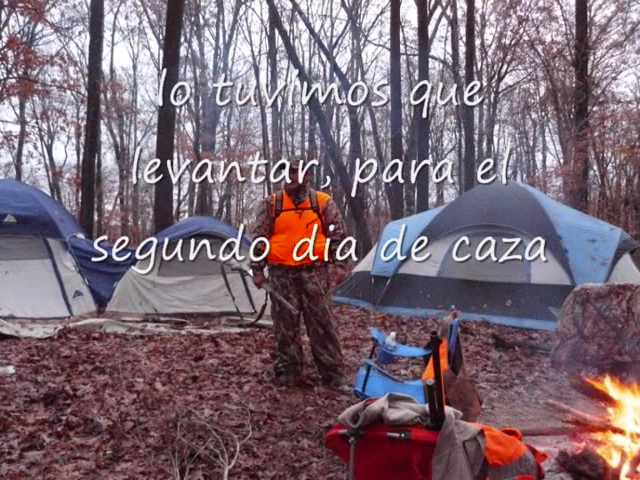 lo tuvimos que
levantar, para el
segundo dia de caza